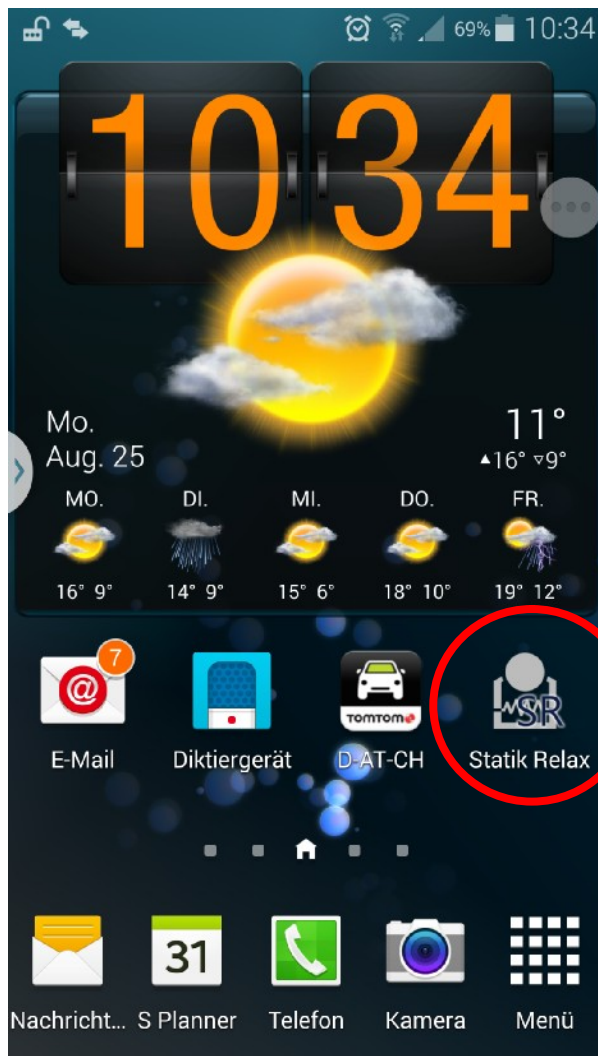 69% 10:34
10 34
Mo. 11°
Aug. 25 ▲16° ▿9°
MO. DI. MI. DO. FR.
16° 9° 14° 9° 15° 6° 18° 10° 19° 12°
7
@
TOMTOM
SR
E-Mail Diktiergerät D-AT-CH Statik Relax
31
Nachricht... S Planner Telefon Kamera Menü